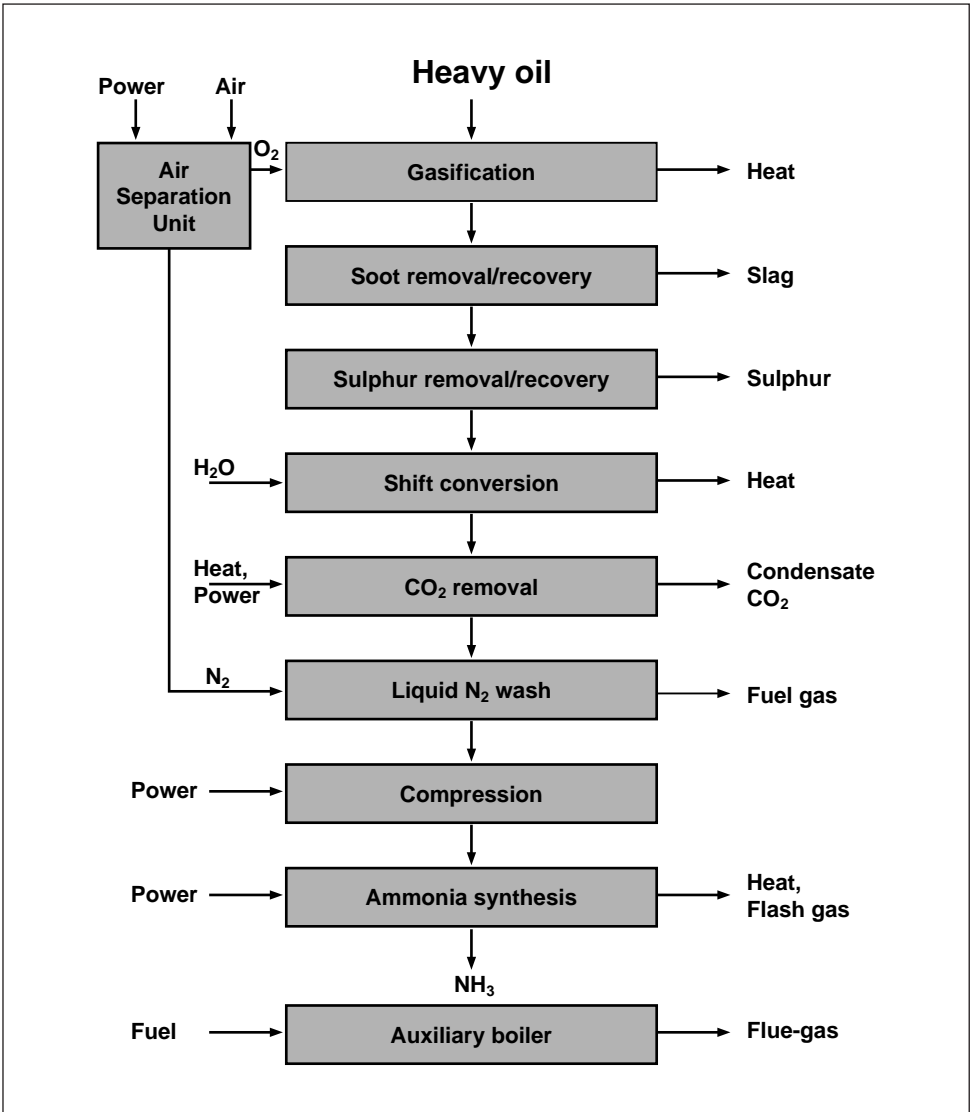 Heavy oil
Power
Air
Air
Separation
Unit
O₂
Gasification
Heat
Soot removal/recovery
Slag
Sulphur removal/recovery
Sulphur
H₂O
Shift conversion
Heat
Heat,
Power
CO₂ removal
Condensate
CO₂
N₂
Liquid N₂ wash
Fuel gas
Power
Compression
Power
Ammonia synthesis
Heat,
Flash gas
NH₃
Fuel
Auxiliary boiler
Flue-gas